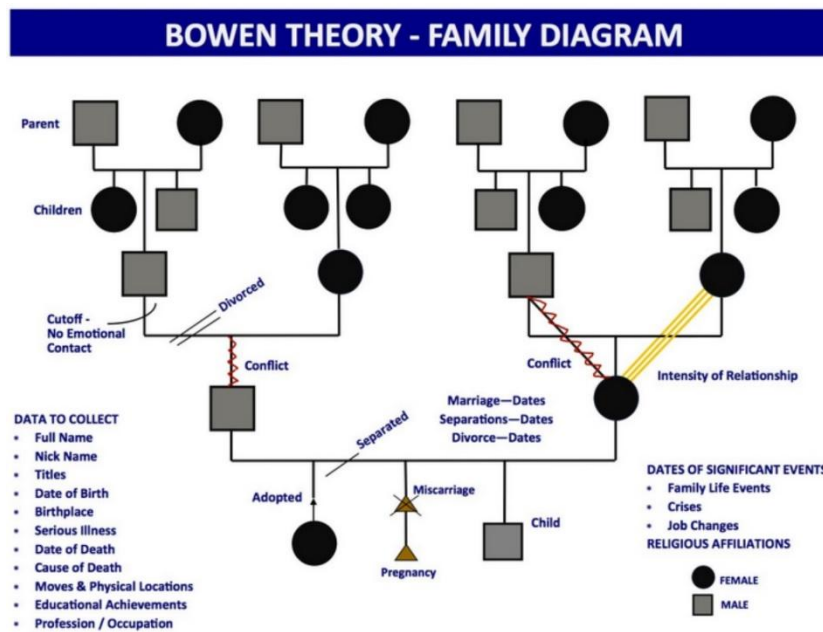 BOWEN THEORY - FAMILY DIAGRAM
Parent
Children
Cutoff -
No Emotional
Contact
Divorced
Conflict
Conflict
Intensity of Relationship
Marriage—Dates
Separations—Dates
Divorce—Dates
Separated
Adopted
Miscarriage
Pregnancy
Child
DATA TO COLLECT
• Full Name
• Nick Name
• Titles
• Date of Birth
• Birthplace
• Serious Illness
• Date of Death
• Cause of Death
• Moves & Physical Locations
• Educational Achievements
• Profession / Occupation
DATES OF SIGNIFICANT EVENTS
• Family Life Events
• Crises
• Job Changes
RELIGIOUS AFFILIATIONS
FEMALE
MALE